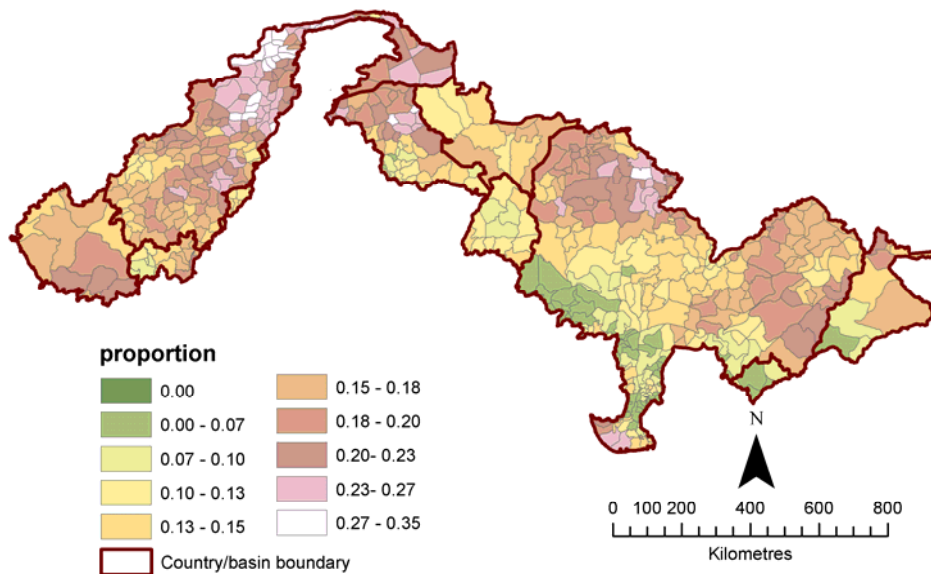 proportion
0.00
0.00 - 0.07
0.07 - 0.10
0.10 - 0.13
0.13 - 0.15
Country/basin boundary
0.15 - 0.18
0.18 - 0.20
0.20- 0.23
0.23- 0.27
0.27 - 0.35
N
0 100 200 400 600 800
Kilometres